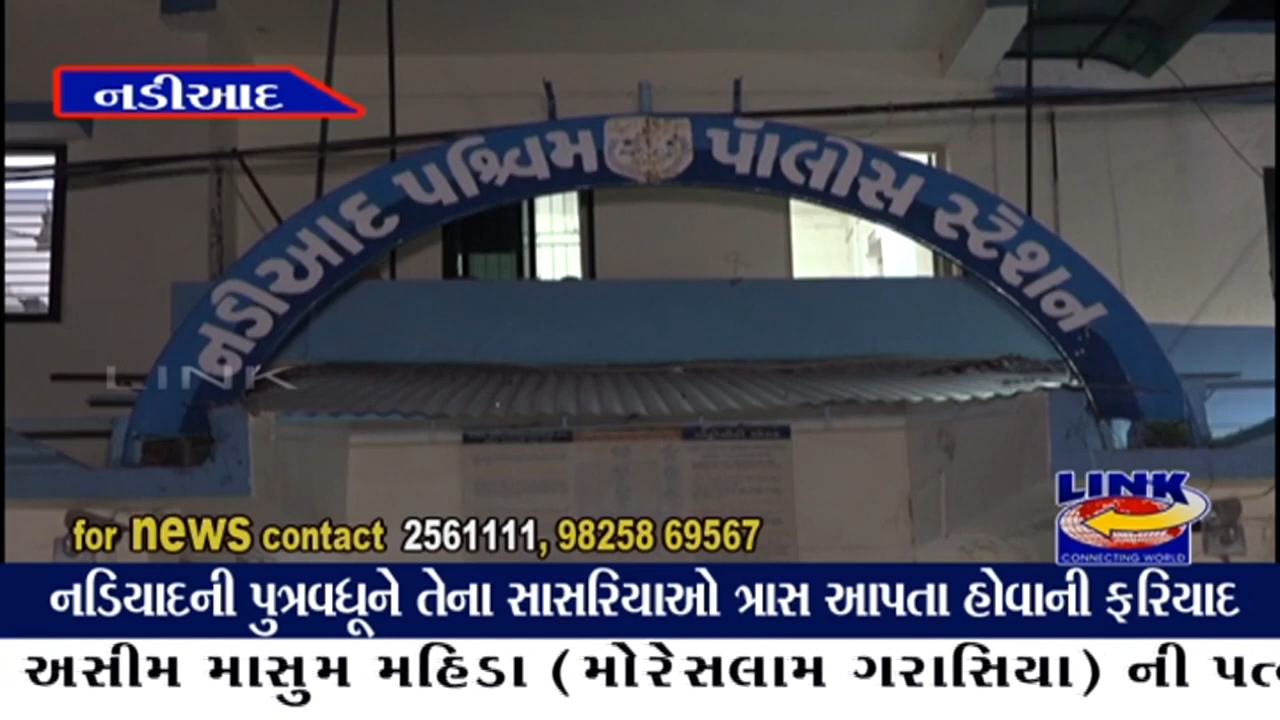 નડીઆદ
નડીઆદ પશ્ચિમ પોલીસ સ્ટેશન
LINK
for news contact 2561111, 98258 69567
LINK
CONNECTING WORLD
નડિયાદની પુત્રવધૂને તેના સાસરિયાઓ ત્રાસ આપતા હોવાની ફરિયાદ
અસીમ માસુમ મહિડા (મોરેસલામ ગરાસિયા) ની